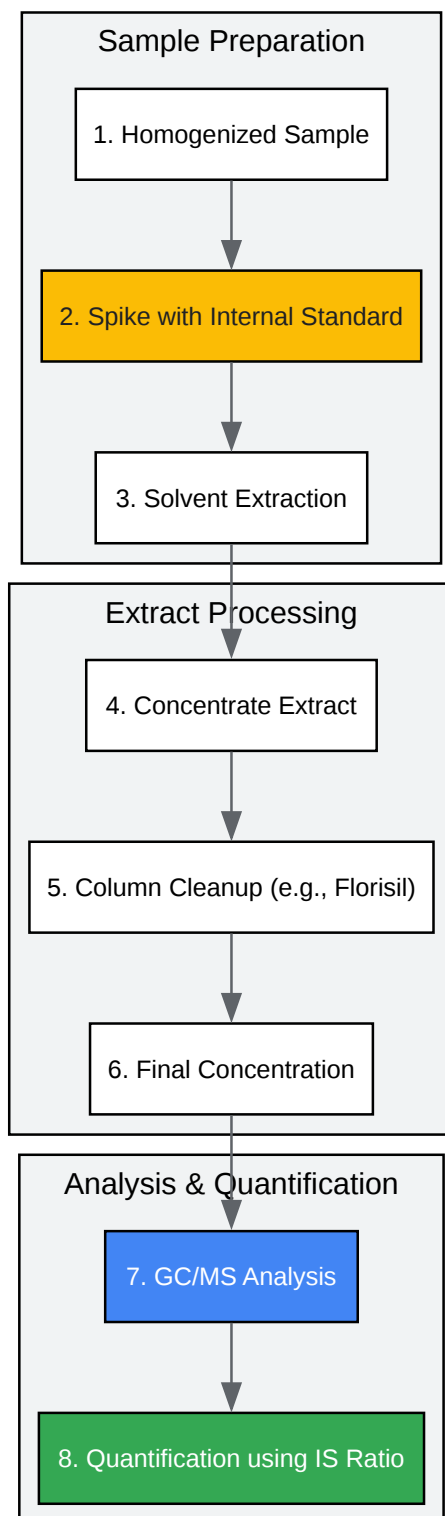 Sample Preparation
1. Homogenized Sample
2. Spike with Internal Standard
3. Solvent Extraction
Extract Processing
4. Concentrate Extract
5. Column Cleanup (e.g., Florisil)
6. Final Concentration
Analysis & Quantification
7. GC/MS Analysis
8. Quantification using IS Ratio